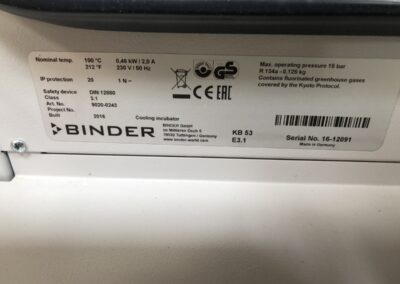 Nominal temp. 100 °C 0,46 kW / 2,0 A
212 °F 230 V / 50 Hz
IP protection 20 1 N ~
Safety device DIN 12880
Class 3.1
Art. No. 9020-0243
Project No.
Built 2016
BINDER
Cooling incubator
BINDER GmbH
Im Mittleren Ösch 5
78532 Tuttlingen / Germany
www.binder-world.com
KB 53
E3.1
GS
CE EAC
Max. operating pressure 18 bar
R 134a - 0,128 kg
Contains fluorinated greenhouse gases
covered by the Kyoto Protocol.
Serial No. 16-12091
Made in Germany